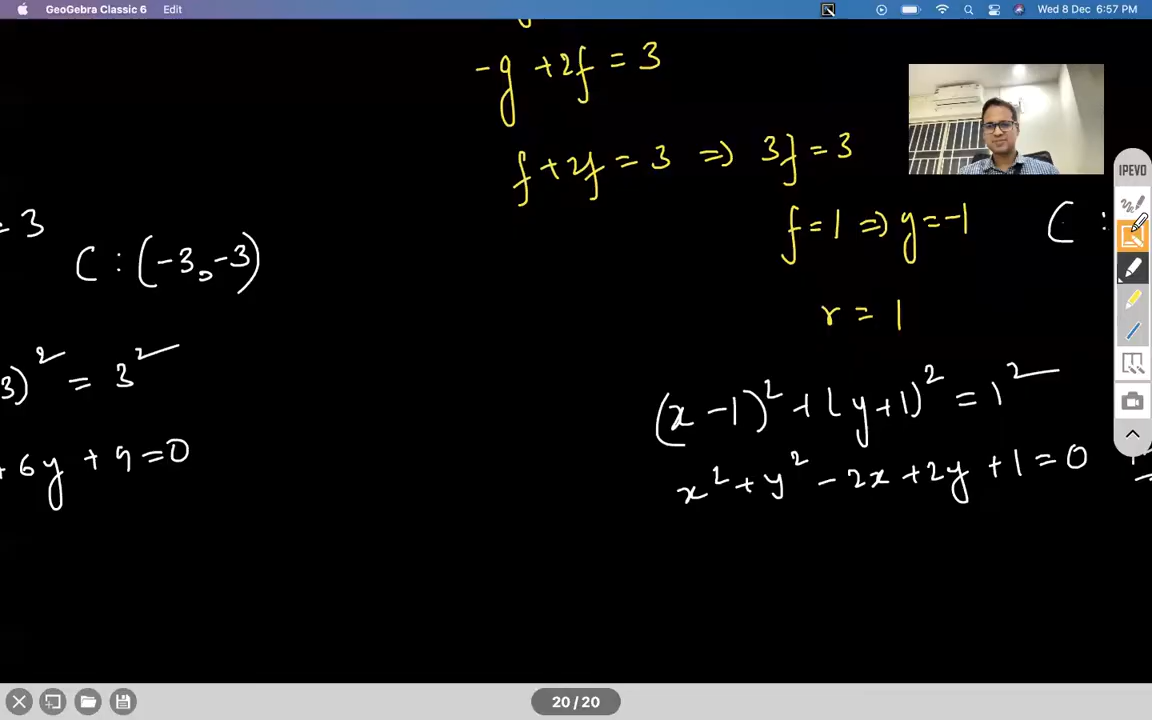 GeoGebra Classic 6 Edit Wed 8 Dec 6:57 PM
-g + 2f = 3
IPEVO
f + 2f = 3 => 3f = 3
= 3
C : (-3, -3)
f = 1 => g = -1
C :
r = 1
3)² = 3²
(x - 1)² + (y + 1)² = 1²
+ 6y + 9 = 0
x² + y² - 2x + 2y + 1 = 0
20 / 20